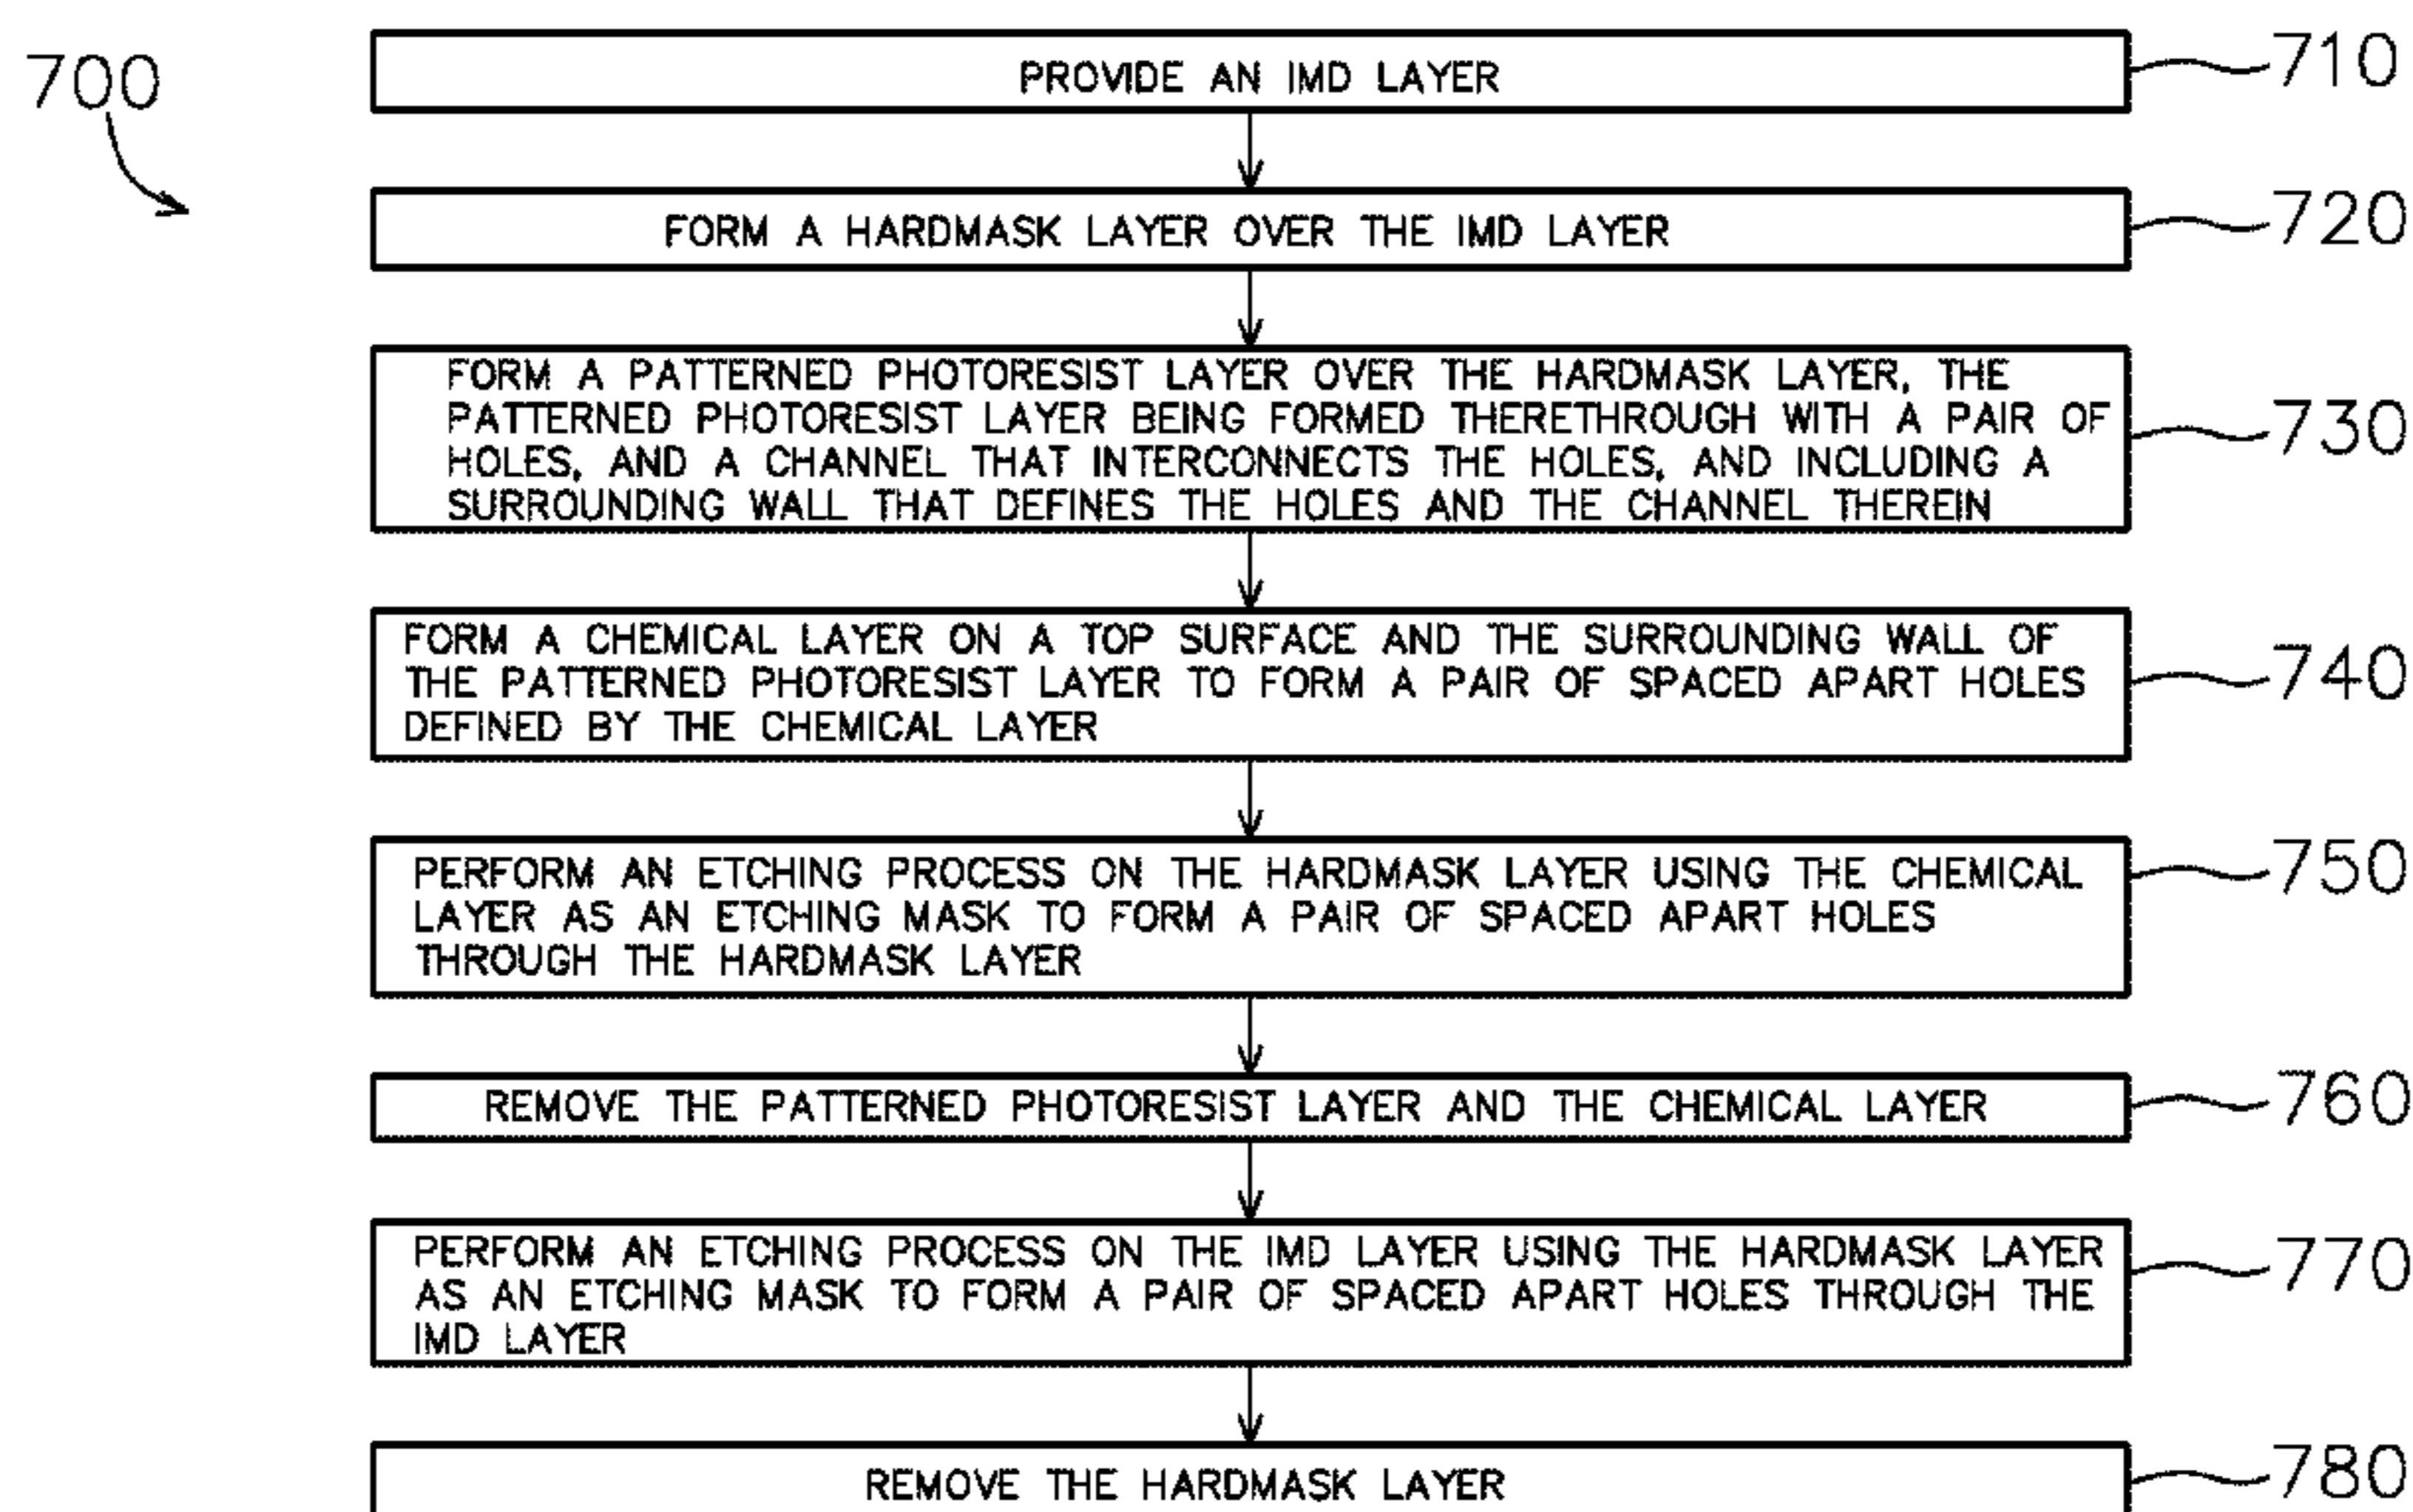 700
PROVIDE AN IMD LAYER
710
FORM A HARDMASK LAYER OVER THE IMD LAYER
720
FORM A PATTERNED PHOTORESIST LAYER OVER THE HARDMASK LAYER, THE
PATTERNED PHOTORESIST LAYER BEING FORMED THERETHROUGH WITH A PAIR OF
HOLES, AND A CHANNEL THAT INTERCONNECTS THE HOLES, AND INCLUDING A
SURROUNDING WALL THAT DEFINES THE HOLES AND THE CHANNEL THEREIN
730
FORM A CHEMICAL LAYER ON A TOP SURFACE AND THE SURROUNDING WALL OF
THE PATTERNED PHOTORESIST LAYER TO FORM A PAIR OF SPACED APART HOLES
DEFINED BY THE CHEMICAL LAYER
740
PERFORM AN ETCHING PROCESS ON THE HARDMASK LAYER USING THE CHEMICAL
LAYER AS AN ETCHING MASK TO FORM A PAIR OF SPACED APART HOLES
THROUGH THE HARDMASK LAYER
750
REMOVE THE PATTERNED PHOTORESIST LAYER AND THE CHEMICAL LAYER
760
PERFORM AN ETCHING PROCESS ON THE IMD LAYER USING THE HARDMASK LAYER
AS AN ETCHING MASK TO FORM A PAIR OF SPACED APART HOLES THROUGH THE
IMD LAYER
770
REMOVE THE HARDMASK LAYER
780